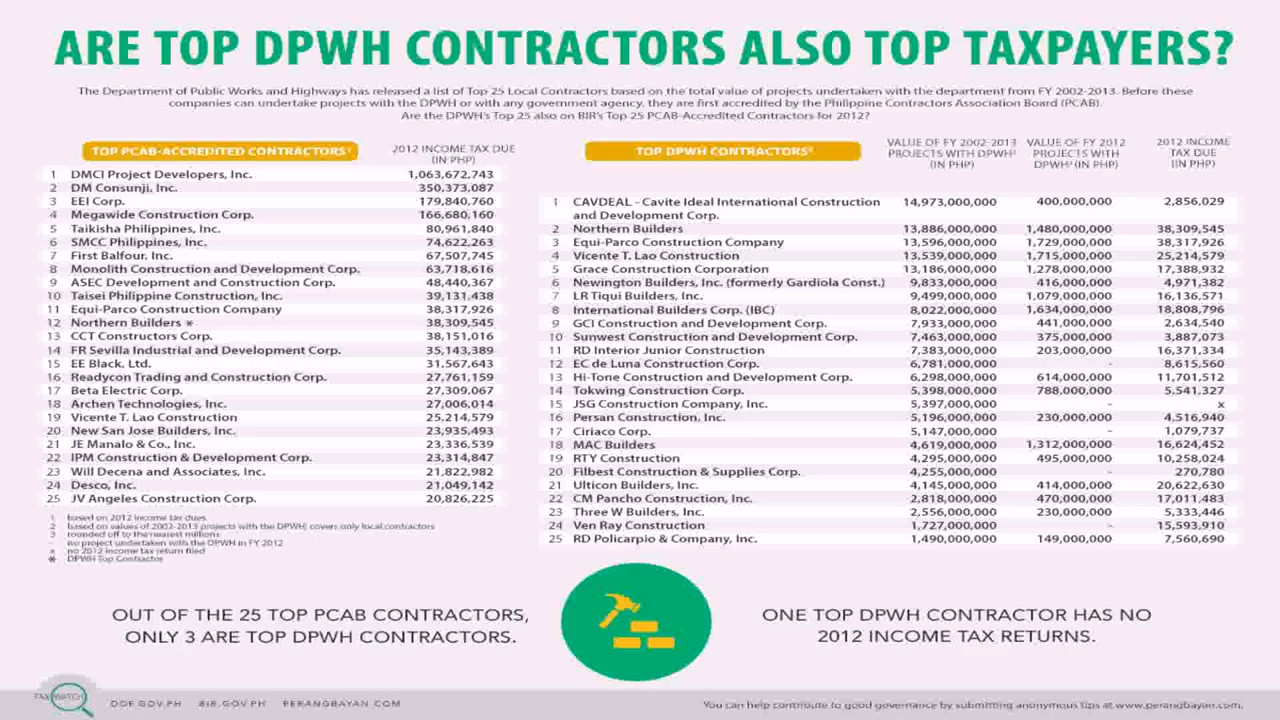 ARE TOP DPWH CONTRACTORS ALSO TOP TAXPAYERS?
The Department of Public Works and Highways has released a list of Top 25 Local Contractors based on the total value of projects undertaken with the department from FY 2002-2013. Before these
companies can undertake projects with the DPWH or with any government agency, they are first accredited by the Philippine Contractors Association Board (PCAB).
Are the DPWH's Top 25 also on BIR's Top 25 PCAB-Accredited Contractors for 2012?
TOP PCAB-ACCREDITED CONTRACTORS¹ 2012 INCOME TAX DUE (IN PHP)
1 DMCI Project Developers, Inc. 1,063,672,743
2 DM Consunji, Inc. 350,373,087
3 EEI Corp. 179,840,760
4 Megawide Construction Corp. 166,680,160
5 Taikisha Philippines, Inc. 80,961,840
6 SMCC Philippines, Inc. 74,622,263
7 First Balfour, Inc. 67,507,745
8 Monolith Construction and Development Corp. 63,718,616
9 ASEC Development and Construction Corp. 48,440,367
10 Taisei Philippine Construction, Inc. 39,131,438
11 Equi-Parco Construction Company 38,317,926
12 Northern Builders * 38,309,545
13 CCT Constructors Corp. 38,151,016
14 FR Sevilla Industrial and Development Corp. 35,143,389
15 EE Black, Ltd. 31,567,643
16 Readycon Trading and Construction Corp. 27,761,159
17 Beta Electric Corp. 27,309,067
18 Archen Technologies, Inc. 27,006,014
19 Vicente T. Lao Construction 25,214,579
20 New San Jose Builders, Inc. 23,935,493
21 JE Manalo & Co., Inc. 23,336,539
22 IPM Construction & Development Corp. 23,314,847
23 Will Decena and Associates, Inc. 21,822,982
24 Desco, Inc. 21,049,142
25 JV Angeles Construction Corp. 20,826,225
1 based on 2012 income tax dues
2 based on values of 2002-2013 projects with the DPWH; covers only local contractors
3 rounded off to the nearest millions
- no project undertaken with the DPWH in FY 2012
x no 2012 income tax return filed
* DPWH Top Contractor
TOP DPWH CONTRACTORS² VALUE OF FY 2002-2013 PROJECTS WITH DPWH³ (IN PHP) VALUE OF FY 2012 PROJECTS WITH DPWH³ (IN PHP) 2012 INCOME TAX DUE (IN PHP)
1 CAVDEAL - Cavite Ideal International Construction 14,973,000,000 400,000,000 2,856,029
and Development Corp.
2 Northern Builders 13,886,000,000 1,480,000,000 38,309,545
3 Equi-Parco Construction Company 13,596,000,000 1,729,000,000 38,317,926
4 Vicente T. Lao Construction 13,539,000,000 1,715,000,000 25,214,579
5 Grace Construction Corporation 13,186,000,000 1,278,000,000 17,388,932
6 Newington Builders, Inc. (formerly Gardiola Const.) 9,833,000,000 416,000,000 4,971,382
7 LR Tiqui Builders, Inc. 9,499,000,000 1,079,000,000 16,136,571
8 International Builders Corp. (IBC) 8,022,000,000 1,634,000,000 18,808,796
9 GCI Construction and Development Corp. 7,933,000,000 441,000,000 2,634,540
10 Sunwest Construction and Development Corp. 7,463,000,000 375,000,000 3,887,073
11 RD Interior Junior Construction 7,383,000,000 203,000,000 16,371,334
12 EC de Luna Construction Corp. 6,781,000,000 - 8,615,560
13 Hi-Tone Construction and Development Corp. 6,298,000,000 614,000,000 11,701,512
14 Tokwing Construction Corp. 5,398,000,000 788,000,000 5,541,327
15 JSG Construction Company, Inc. 5,397,000,000 - x
16 Persan Construction, Inc. 5,196,000,000 230,000,000 4,516,940
17 Ciriaco Corp. 5,147,000,000 - 1,079,737
18 MAC Builders 4,619,000,000 1,312,000,000 16,624,452
19 RTY Construction 4,295,000,000 495,000,000 10,258,024
20 Filbest Construction & Supplies Corp. 4,255,000,000 - 270,780
21 Ulticon Builders, Inc. 4,145,000,000 414,000,000 20,622,630
22 CM Pancho Construction, Inc. 2,818,000,000 470,000,000 17,011,483
23 Three W Builders, Inc. 2,556,000,000 230,000,000 5,333,446
24 Ven Ray Construction 1,727,000,000 - 15,593,910
25 RD Policarpio & Company, Inc. 1,490,000,000 149,000,000 7,560,690
OUT OF THE 25 TOP PCAB CONTRACTORS,
ONLY 3 ARE TOP DPWH CONTRACTORS.
ONE TOP DPWH CONTRACTOR HAS NO
2012 INCOME TAX RETURNS.
TAX WATCH DOF.GOV.PH BIR.GOV.PH PERANGBAYAN.COM
You can help contribute to good governance by submitting anonymous tips at www.perangbayan.com.